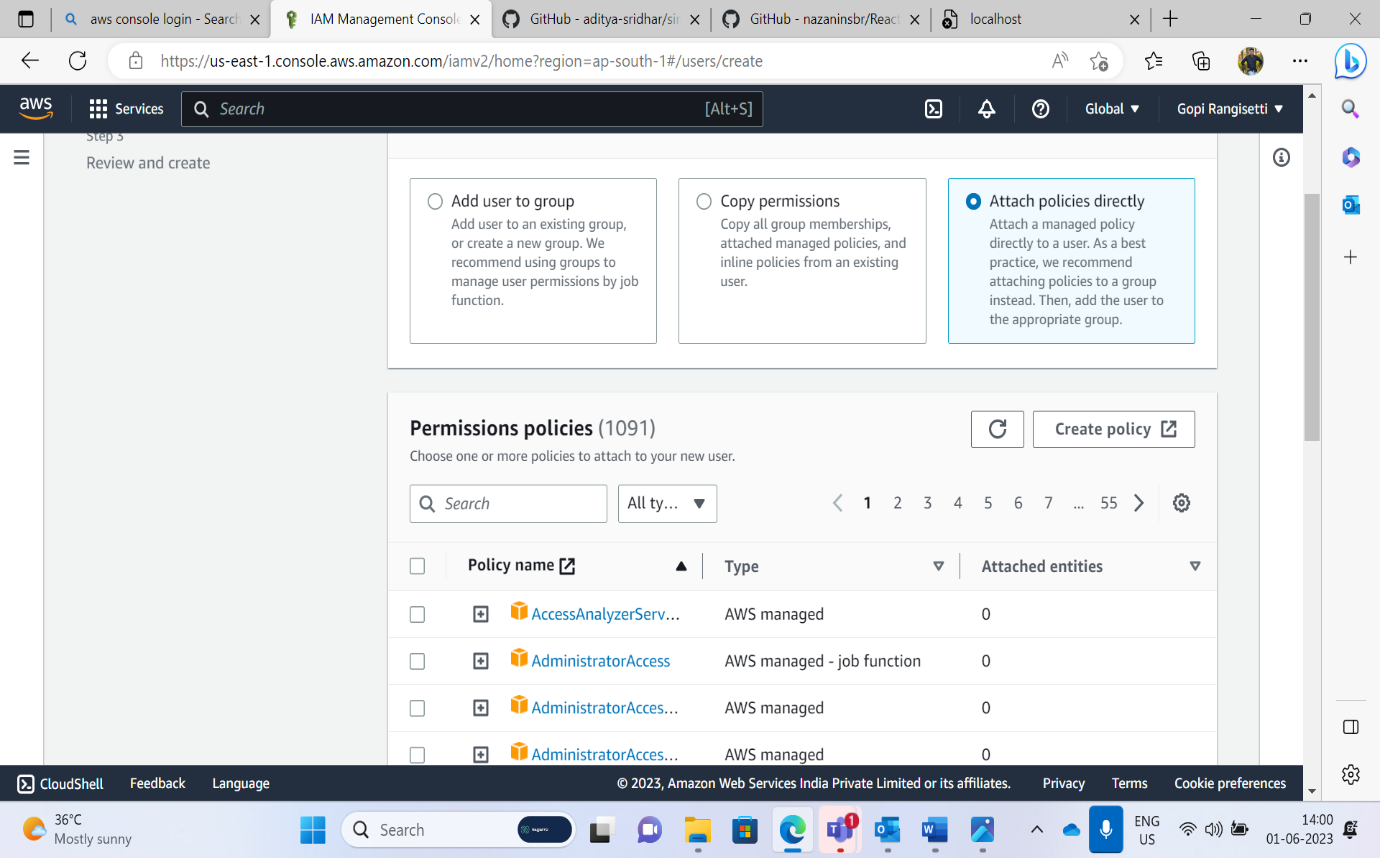 aws console login - Search
IAM Management Console
GitHub - aditya-sridhar/sim
GitHub - nazaninsbr/React
localhost
https://us-east-1.console.aws.amazon.com/iamv2/home?region=ap-south-1#/users/create
aws
Services
Search
[Alt+S]
Global
Gopi Rangisetti
Step 3
Review and create
Add user to group
Add user to an existing group,
or create a new group. We
recommend using groups to
manage user permissions by job
function.
Copy permissions
Copy all group memberships,
attached managed policies, and
inline policies from an existing
user.
Attach policies directly
Attach a managed policy
directly to a user. As a best
practice, we recommend
attaching policies to a group
instead. Then, add the user to
the appropriate group.
Permissions policies (1091)
Choose one or more policies to attach to your new user.
Create policy
Search
All ty...
1 2 3 4 5 6 7 ... 55
Policy name
Type
Attached entities
AccessAnalyzerServ... AWS managed 0
AdministratorAccess AWS managed - job function 0
AdministratorAcces... AWS managed 0
AdministratorAcces... AWS managed 0
CloudShell
Feedback
Language
© 2023, Amazon Web Services India Private Limited or its affiliates.
Privacy
Terms
Cookie preferences
36°C
Mostly sunny
Search
1
ENG
US
14:00
01-06-2023